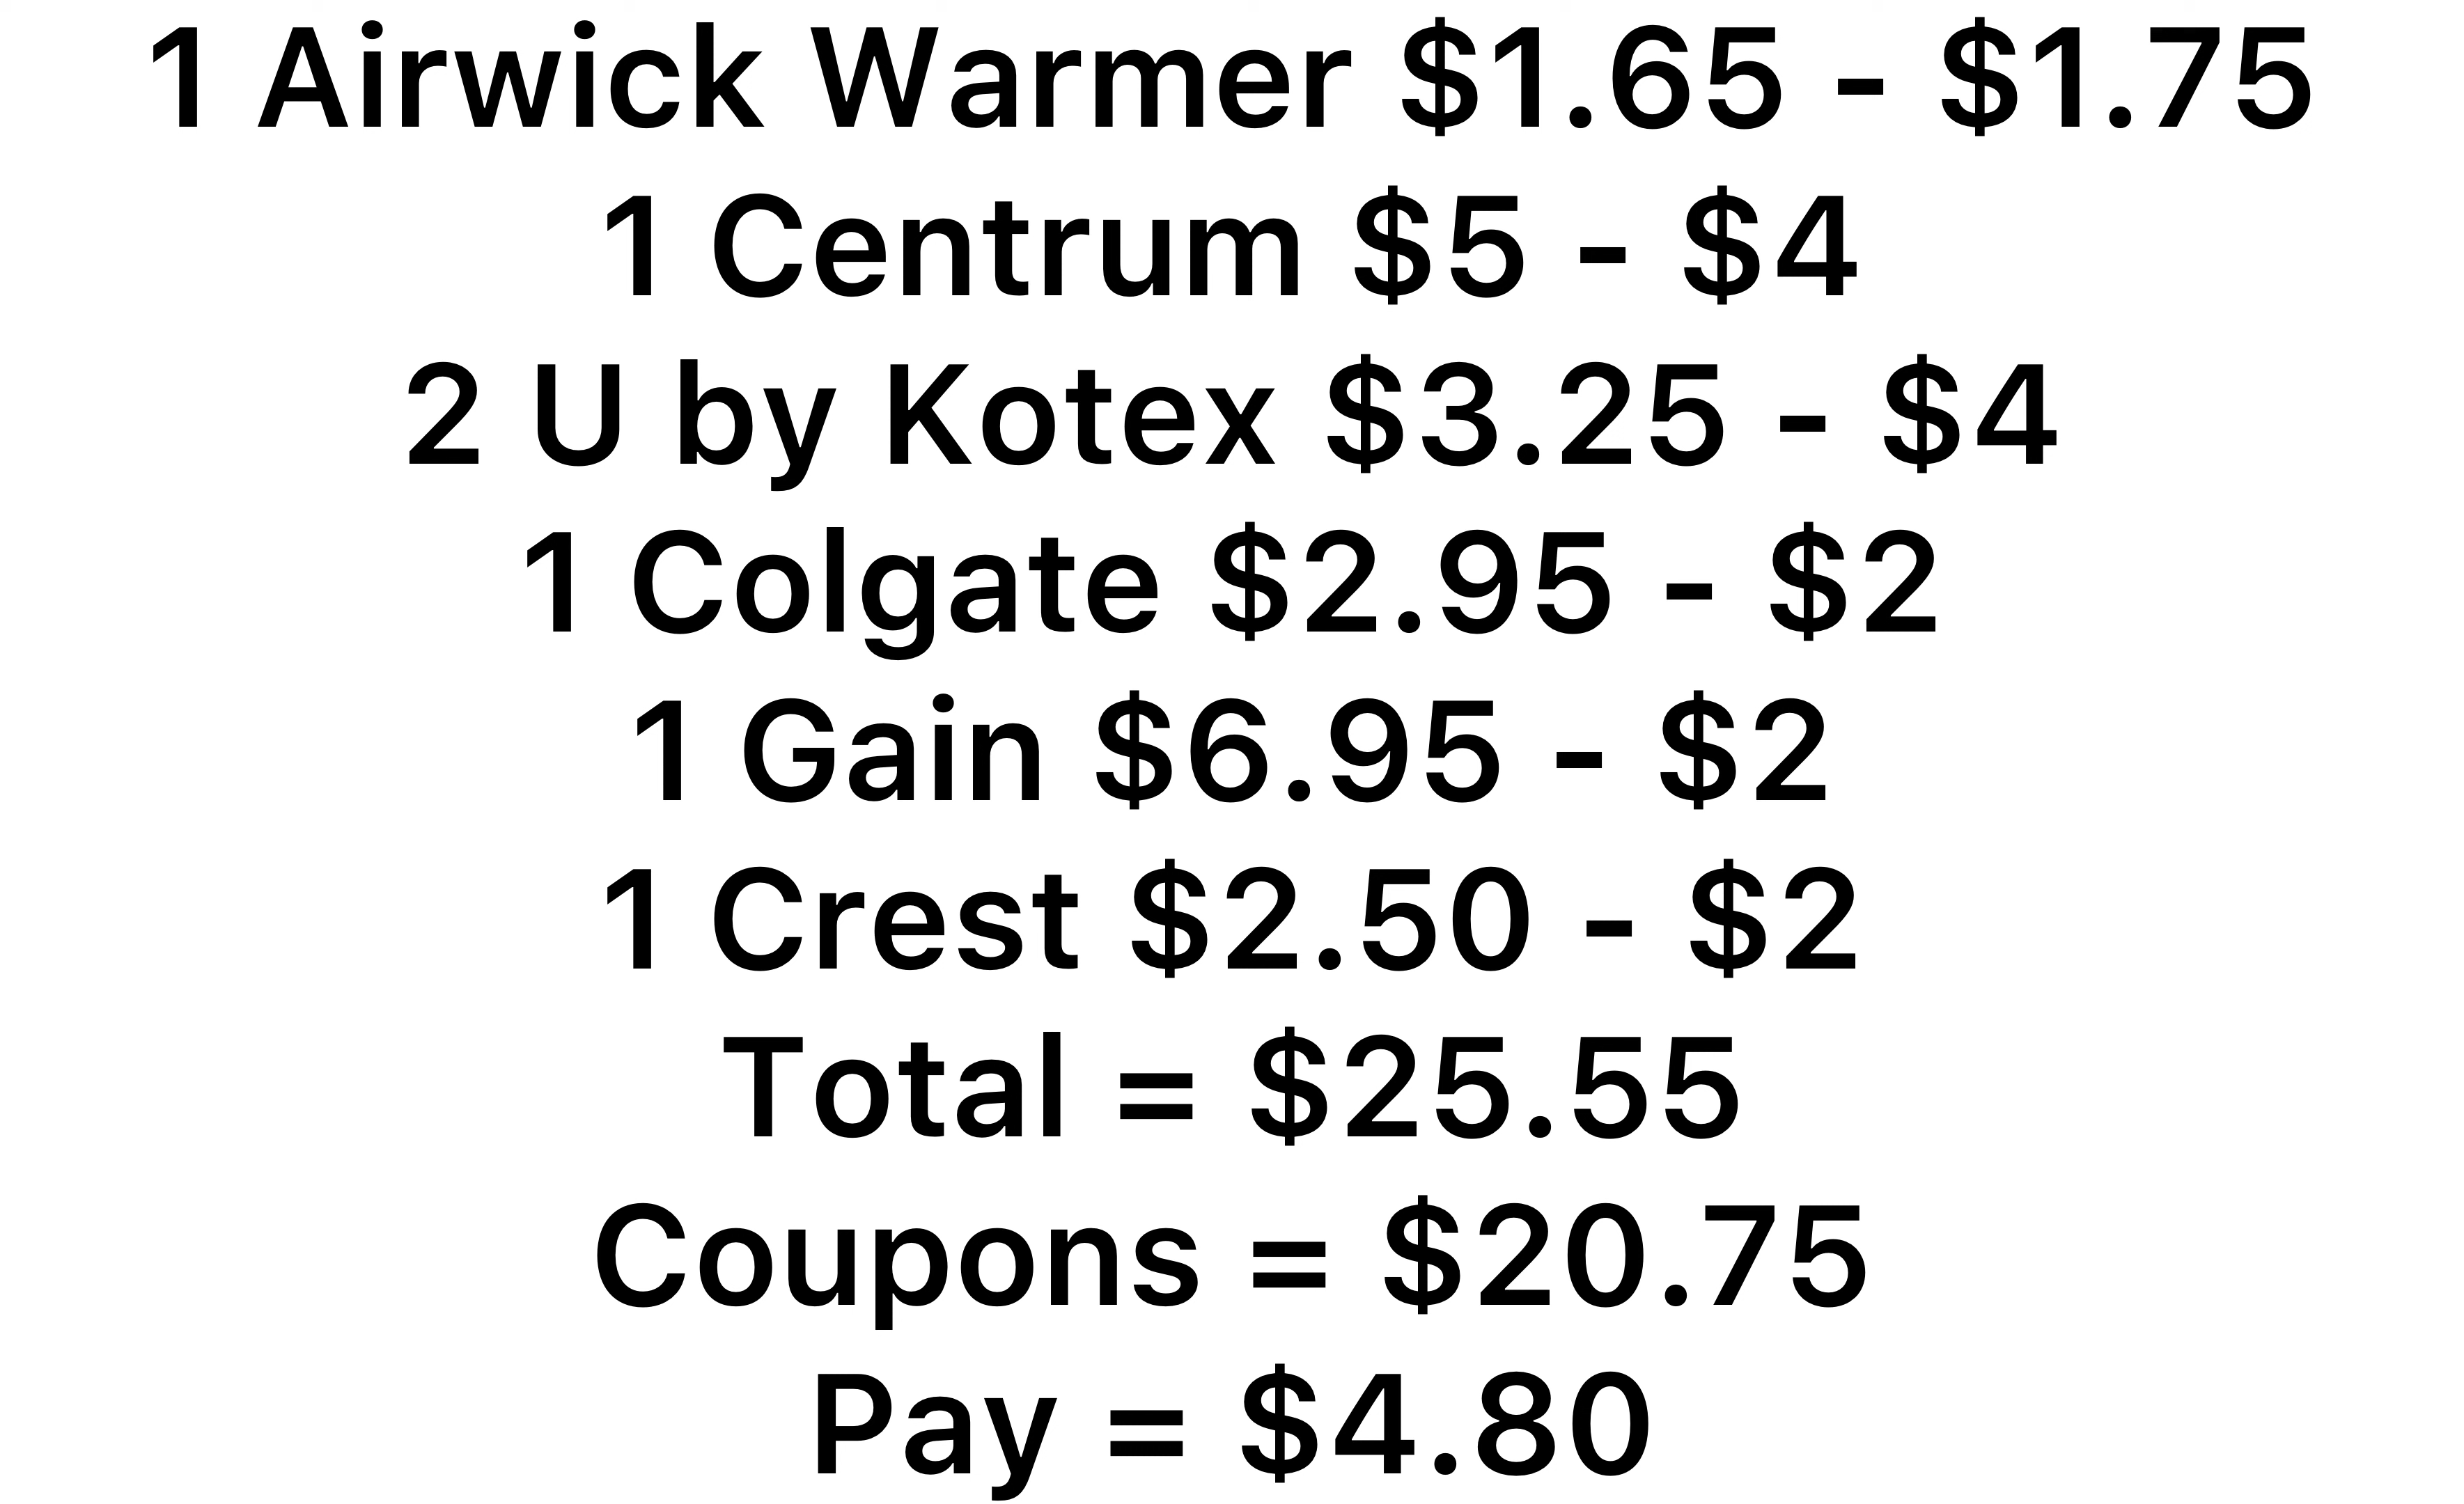 1 Airwick Warmer $1.65 - $1.75
1 Centrum $5 - $4
2 U by Kotex $3.25 - $4
1 Colgate $2.95 - $2
1 Gain $6.95 - $2
1 Crest $2.50 - $2
Total = $25.55
Coupons = $20.75
Pay = $4.80